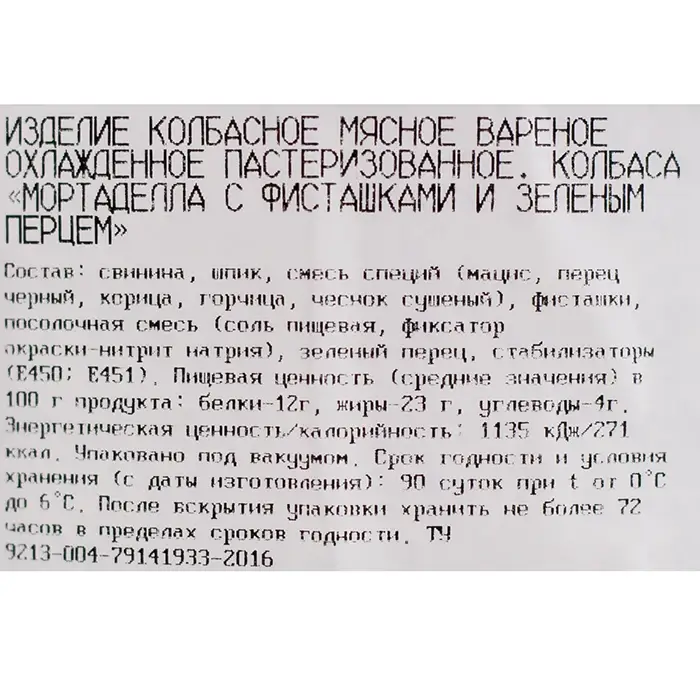 ИЗДЕЛИЕ КОЛБАСНОЕ МЯСНОЕ ВАРЕНОЕ
ОХЛАЖДЕННОЕ ПАСТЕРИЗОВАННОЕ. КОЛБАСА
«МОРТАДЕЛЛА С ФИСТАШКАМИ И ЗЕЛЕНЫМ
ПЕРЦЕМ»
Состав: свинина, шпик, смесь специй (мацис, перец
черный, корица, горчица, чеснок сушеный), фисташки,
посолочная смесь (соль пищевая, фиксатор
окраски-нитрит натрия), зеленый перец, стабилизаторы
(Е450; Е451). Пищевая ценность (средние значения) в
100 г продукта: белки-12г, жиры-23 г, углеводы-4г.
Энергетическая ценность/калорийность: 1135 кДж/271
ккал. Упаковано под вакуумом. Срок годности и условия
хранения (с даты изготовления): 90 суток при t от 0°С
до 6°С. После вскрытия упаковки хранить не более 72
часов в пределах сроков годности. ТУ
9213-004-79141933-2016